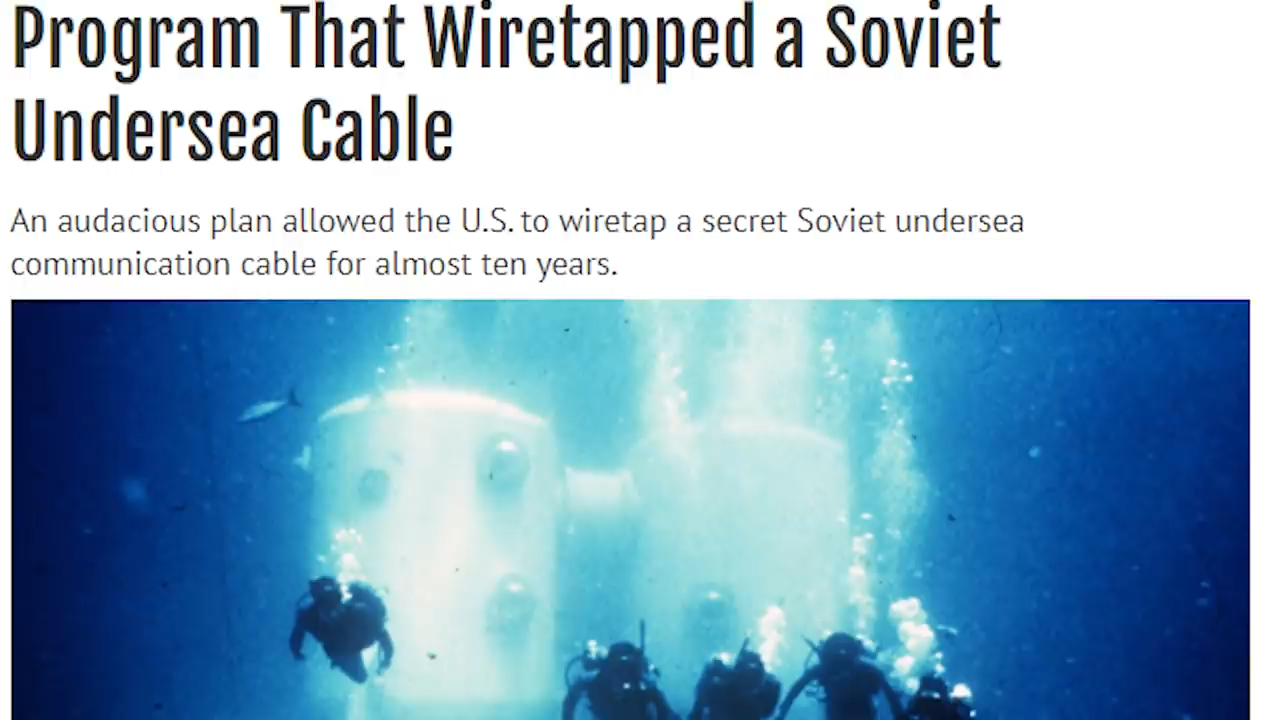 Program That Wiretapped a Soviet
Undersea Cable
An audacious plan allowed the U.S. to wiretap a secret Soviet undersea
communication cable for almost ten years.